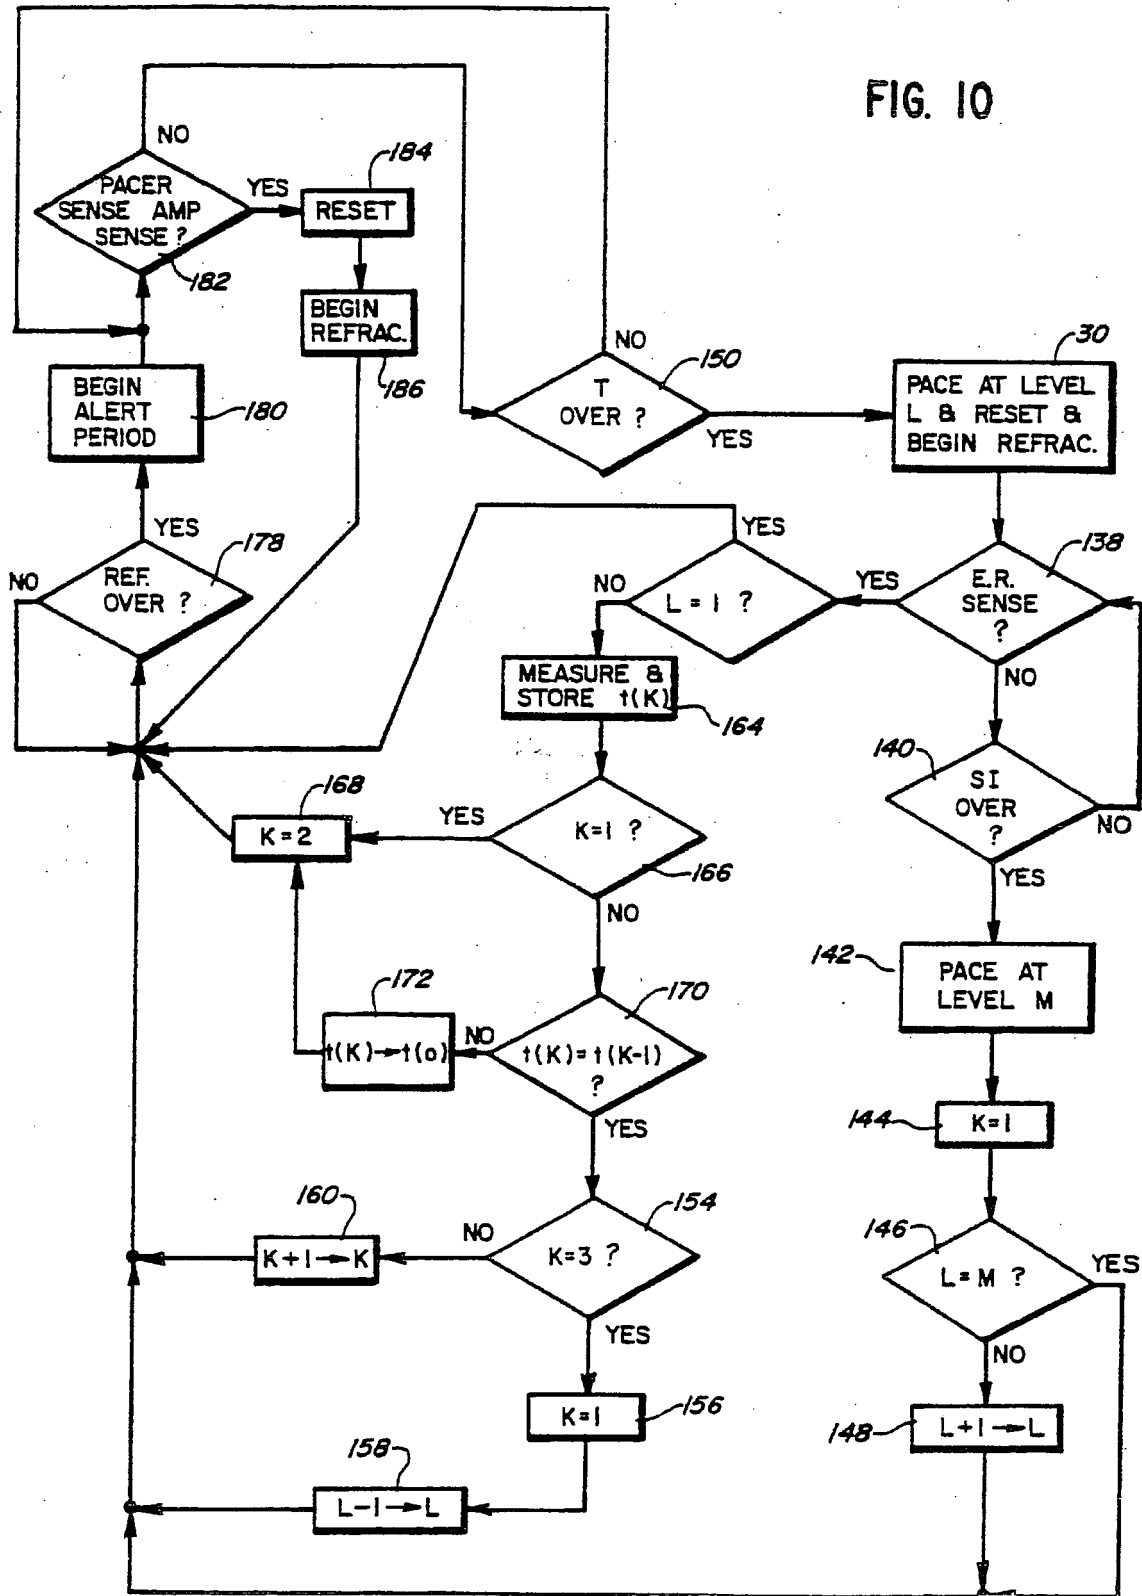 FIG. 10
NO
PACER
SENSE AMP
SENSE ?
182
YES
184
RESET
BEGIN
REFRAC.
186
BEGIN
ALERT
PERIOD
180
YES
178
NO
REF.
OVER ?
NO
150
T
OVER ?
YES
30
PACE AT LEVEL
L & RESET &
BEGIN REFRAC.
138
E.R.
SENSE
?
YES
NO
YES
L = 1 ?
NO
MEASURE &
STORE t(K)
164
140
SI
OVER
?
NO
YES
168
K=2
YES
K=1 ?
166
NO
142
PACE AT
LEVEL M
172
t(K)→t(o)
NO
170
t(K)=t(K-1)
?
YES
144
K=1
160
K+1→K
NO
154
K=3 ?
YES
146
L=M ?
YES
NO
K=1
156
148
L+1→L
158
L-1→L